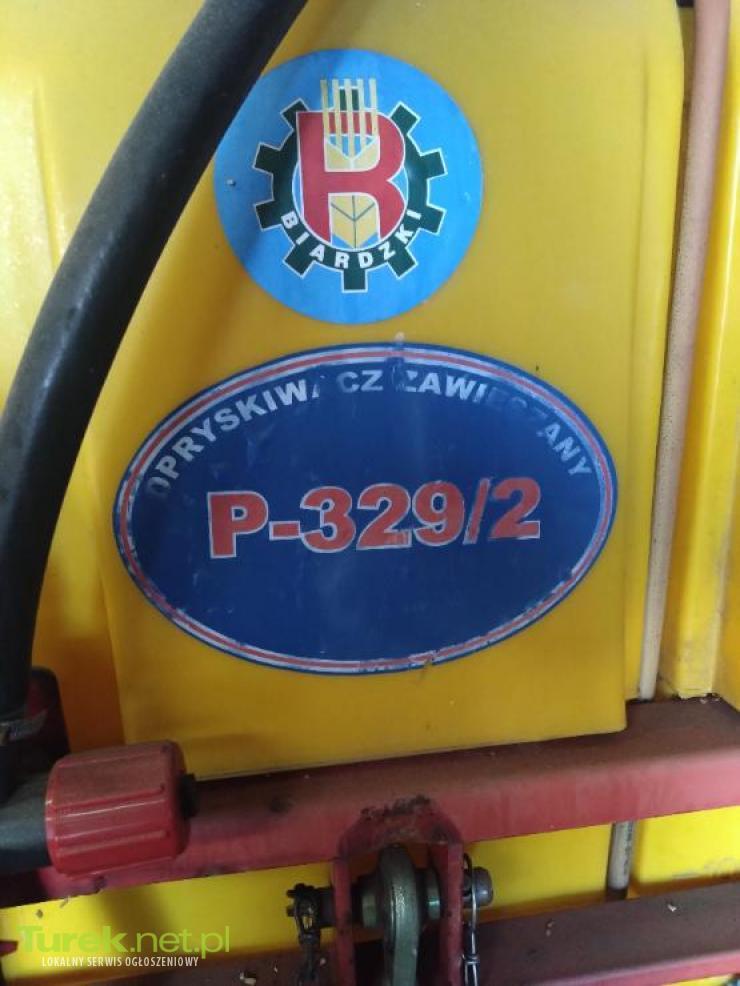 B
BIARDZKI
OPRYSKIWACZ ZAWIESZANY
P-329/2
Turek.net.pl
LOKALNY SERWIS OGŁOSZENIOWY